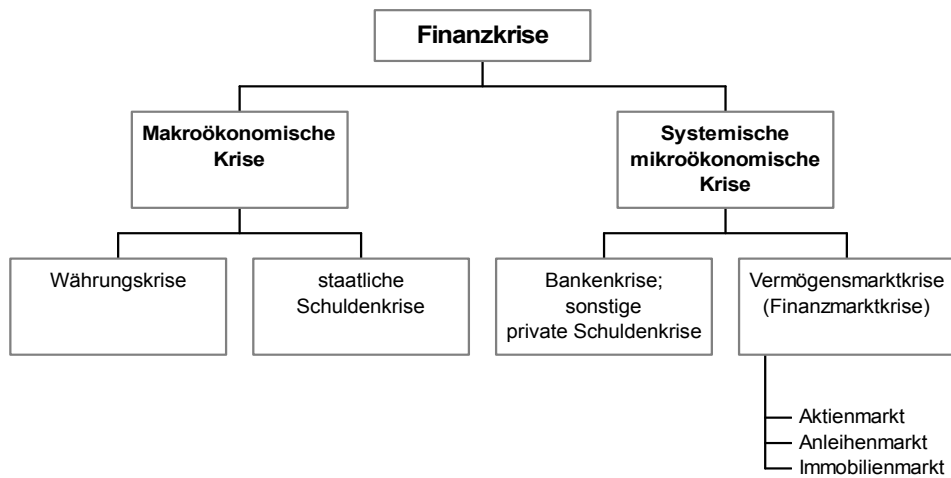 Finanzkrise
Makroökonomische
Krise
Systemische
mikroökonomische
Krise
Währungskrise
staatliche
Schuldenkrise
Bankenkrise;
sonstige
private Schuldenkrise
Vermögensmarktkrise
(Finanzmarktkrise)
Aktienmarkt
Anleihenmarkt
Immobilienmarkt